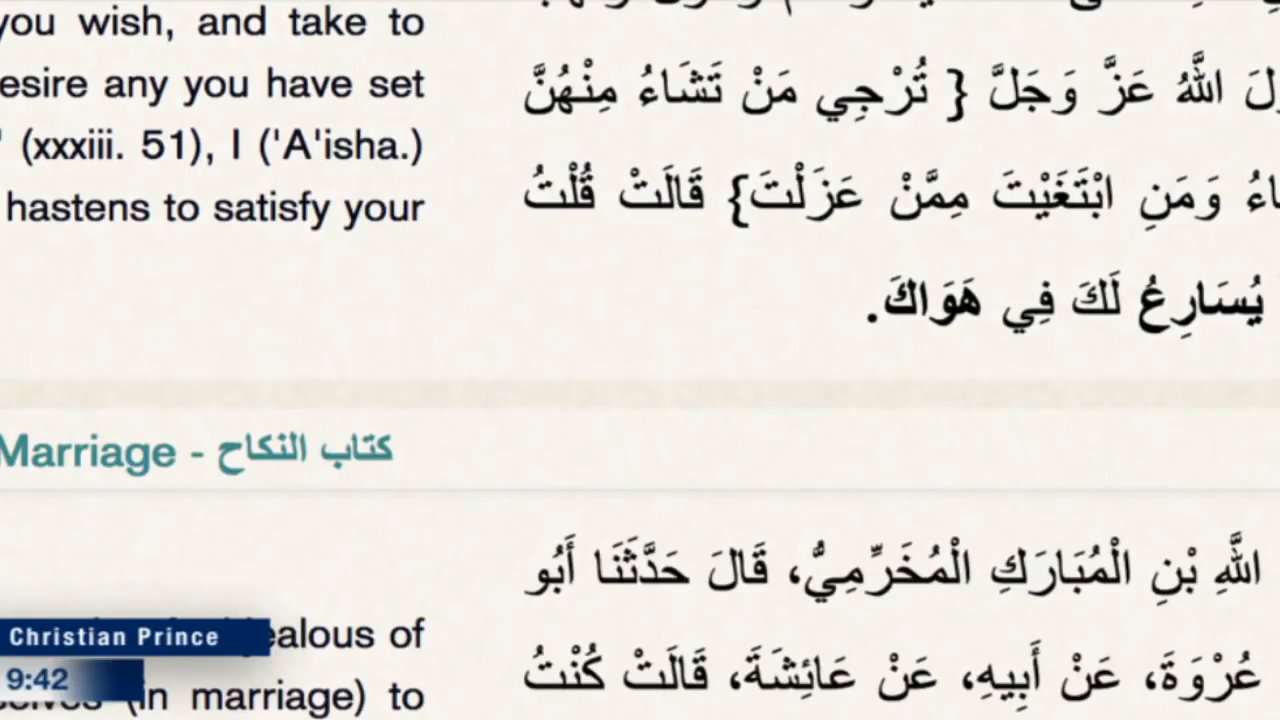 you wish, and take to
esire any you have set
(xxxiii. 51), I ('A'isha.)
hastens to satisfy your
اللَّهُ عَزَّ وَجَلَّ { تُرْجِي مَنْ تَشَاءُ مِنْهُنَّ
وَمَنِ ابْتَغَيْتَ مِمَّنْ عَزَلْتَ} قَالَتْ قُلْتُ
يُسَارِعُ لَكَ فِي هَوَاكَ.
Marriage - كتاب النكاح
ealous of
(in marriage) to
اللَّهِ بْنِ الْمُبَارَكِ الْمُخَرِّمِيُّ، قَالَ حَدَّثَنَا أَبُو
عُرْوَةَ، عَنْ أَبِيهِ، عَنْ عَائِشَةَ، قَالَتْ كُنْتُ
Christian Prince
9:42